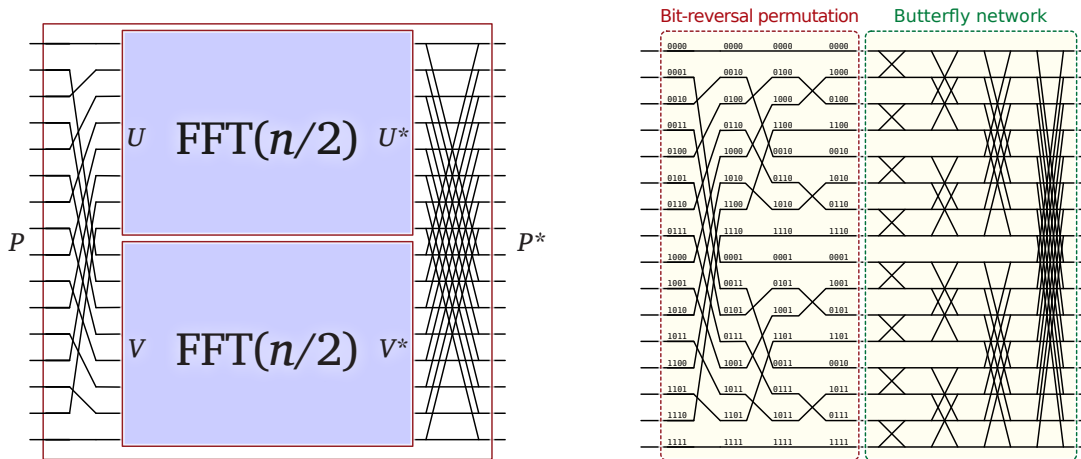 P
U
FFT(n/2)
U*
V
FFT(n/2)
V*
P*
Bit-reversal permutation
Butterfly network
0000 0000 0000 0000
0001 0010 0100 1000
0010 0100 1000 0100
0011 0110 1100 1100
0100 1000 0010 0010
0101 1010 0110 1010
0110 1100 1010 0110
0111 1110 1110 1110
1000 0001 0001 0001
1001 0011 0101 1001
1010 0101 1001 0101
1011 0111 1101 1101
1100 1001 0011 0010
1101 1011 0111 1011
1110 1101 1011 0111
1111 1111 1111 1111